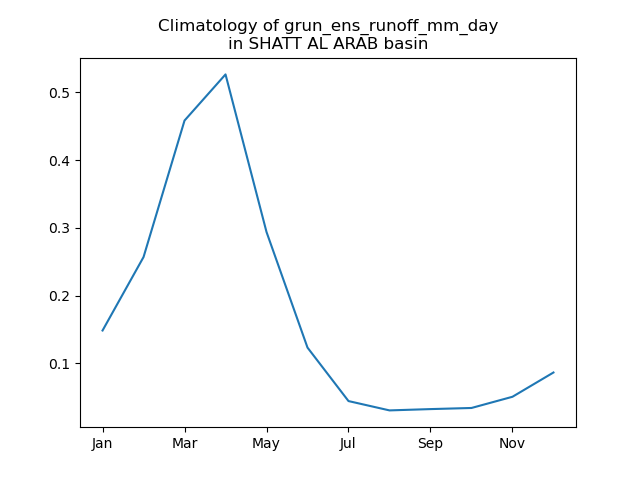 Climatology of grun_ens_runoff_mm_day
in SHATT AL ARAB basin
0.5
0.4
0.3
0.2
0.1
Jan Mar May Jul Sep Nov